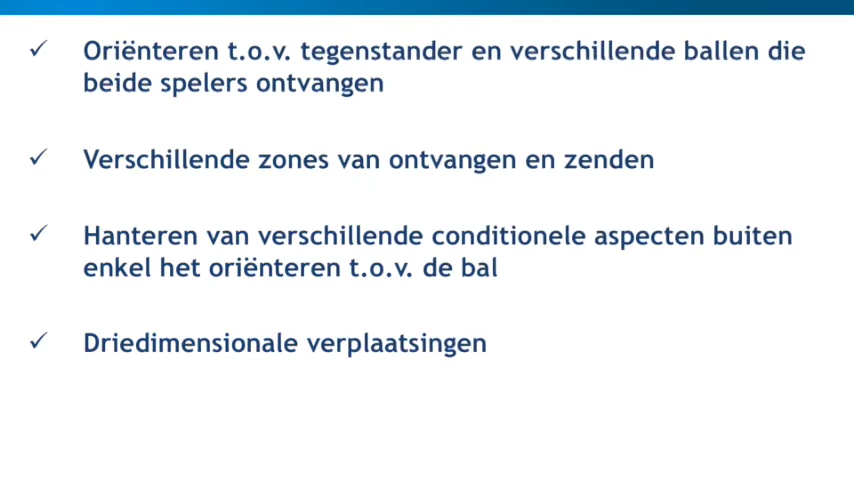 ✓ Oriënteren t.o.v. tegenstander en verschillende ballen die
beide spelers ontvangen
✓ Verschillende zones van ontvangen en zenden
✓ Hanteren van verschillende conditionele aspecten buiten
enkel het oriënteren t.o.v. de bal
✓ Driedimensionale verplaatsingen